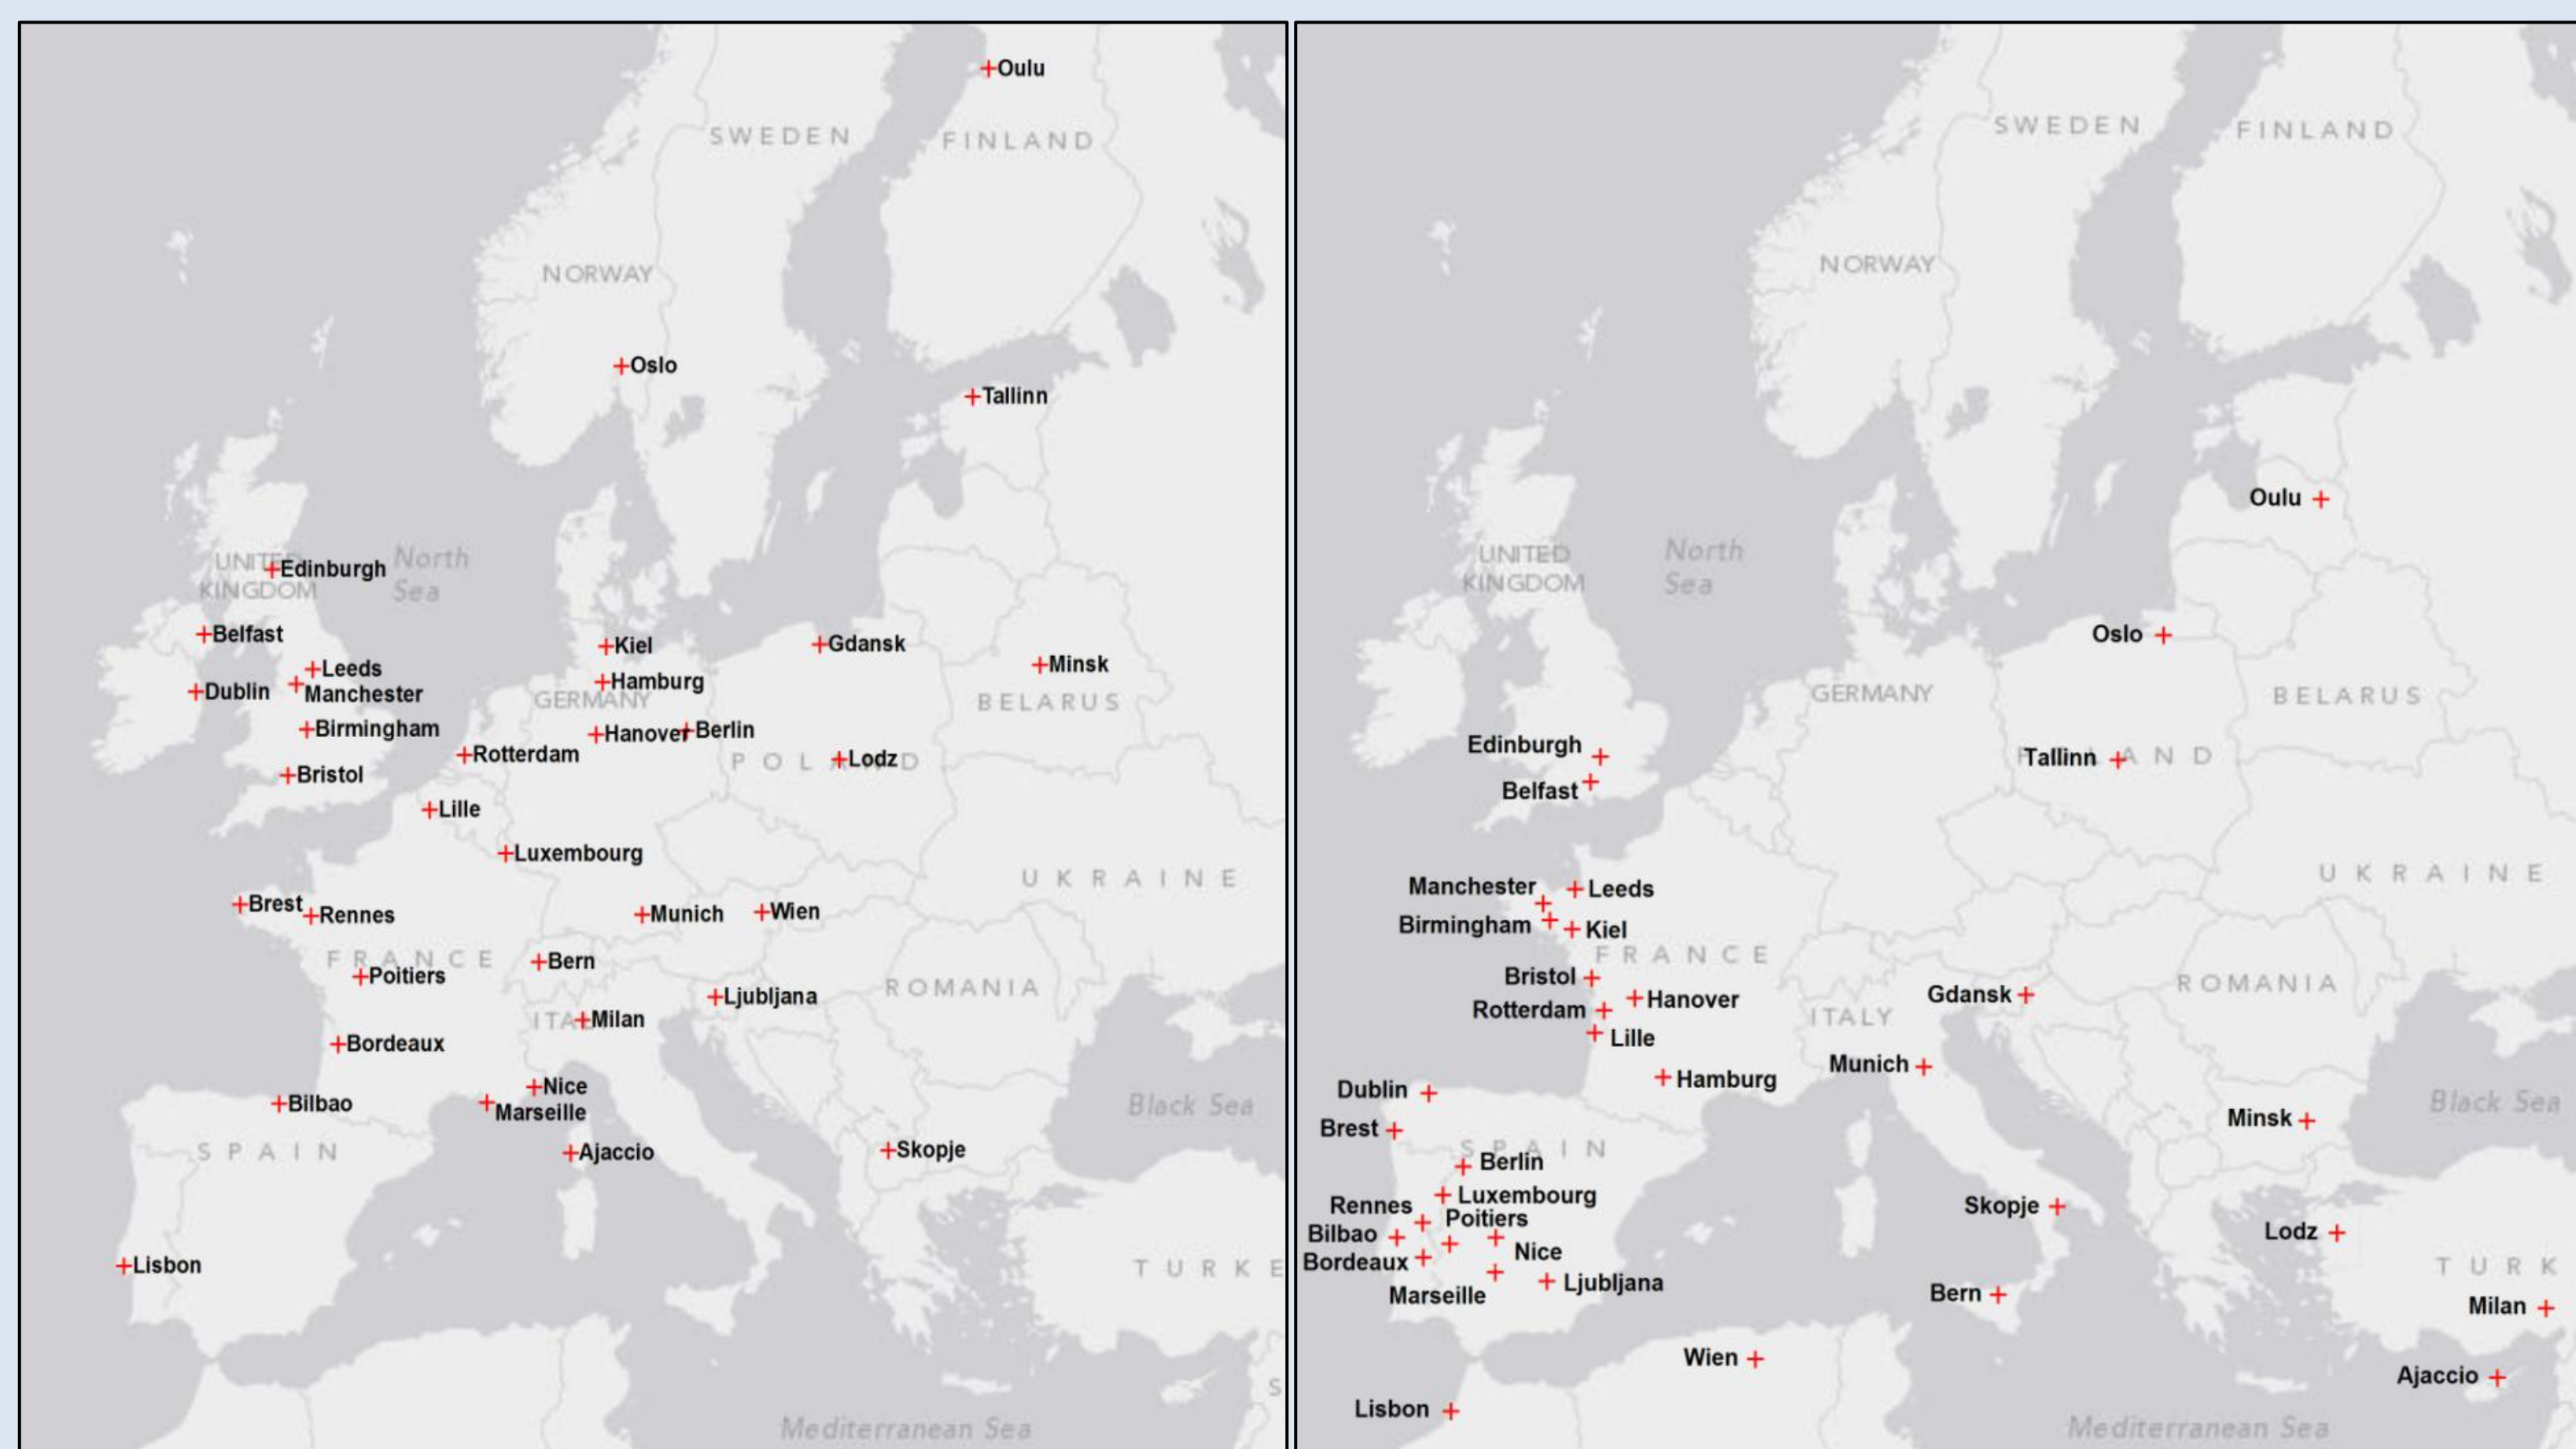 Oulu
SWEDEN
FINLAND
NORWAY
Oslo
Tallinn
North
Sea
UNITED
KINGDOM
Edinburgh
Belfast
Kiel
Gdansk
Leeds
Minsk
Hamburg
Dublin
Manchester
GERMANY
BELARUS
Birmingham
Hanover
Berlin
Rotterdam
Lodz
POLAND
Bristol
Lille
Luxembourg
UKRAINE
Brest
Rennes
Munich
Wien
FRANCE
Bern
Poitiers
ROMANIA
Ljubljana
ITALY
Milan
Bordeaux
Nice
Bilbao
Marseille
Black Sea
SPAIN
Ajaccio
Skopje
Lisbon
TURKE
S
Mediterranean Sea
SWEDEN
FINLAND
NORWAY
Oulu
North
Sea
UNITED
KINGDOM
Oslo
GERMANY
BELARUS
Edinburgh
Tallinn
POLAND
Belfast
UKRAINE
Manchester
Leeds
Birmingham
Kiel
FRANCE
Bristol
ROMANIA
Hanover
Gdansk
Rotterdam
ITALY
Lille
Munich
Hamburg
Dublin
Black Sea
Brest
Minsk
SPAIN
Berlin
Luxembourg
Rennes
Skopje
Poitiers
Bilbao
Lodz
Nice
Bordeaux
TURK
Ljubljana
Marseille
Bern
Milan
Wien
Ajaccio
Lisbon
Mediterranean Sea